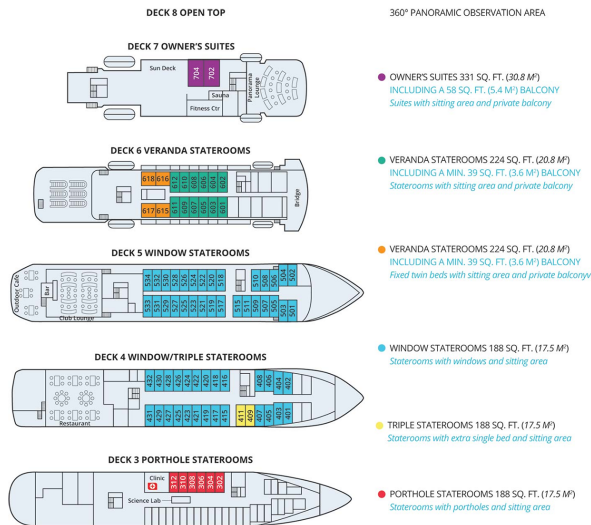 DECK 8 OPEN TOP
360° PANORAMIC OBSERVATION AREA
DECK 7 OWNER'S SUITES
Sun Deck
704 702
Sauna
Fitness Ctr
Panorama
Lounge
OWNER'S SUITES 331 SQ. FT. (30.8 M²)
INCLUDING A 58 SQ. FT. (5.4 M²) BALCONY
Suites with sitting area and private balcony
DECK 6 VERANDA STATEROOMS
618 616 612 610 608 606 604 602
617 615 611 609 607 605 603 601
Bridge
VERANDA STATEROOMS 224 SQ. FT. (20.8 M²)
INCLUDING A MIN. 39 SQ. FT. (3.6 M²) BALCONY
Staterooms with sitting area and private balcony
DECK 5 WINDOW STATEROOMS
Outdoor Cafe
Bar
Club Lounge
534 532 530 528 526 524 522 520 518 510 508 506 504 502
533 531 529 527 525 523 521 519 517 515 511 509 507 505 503 501
VERANDA STATEROOMS 224 SQ. FT. (20.8 M²)
INCLUDING A MIN. 39 SQ. FT. (3.6 M²) BALCONY
Fixed twin beds with sitting area and private balconyv
DECK 4 WINDOW/TRIPLE STATEROOMS
Restaurant
432 430 428 426 424 422 420 418 416 408 406 404 402
431 429 427 425 423 421 419 417 415 411 409 407 405 403 401
WINDOW STATEROOMS 188 SQ. FT. (17.5 M²)
Staterooms with windows and sitting area
TRIPLE STATEROOMS 188 SQ. FT. (17.5 M²)
Staterooms with extra single bed and sitting area
DECK 3 PORTHOLE STATEROOMS
Clinic
312 310 308 306 304 302
Science Lab
PORTHOLE STATEROOMS 188 SQ. FT. (17.5 M²)
Staterooms with portholes and sitting area